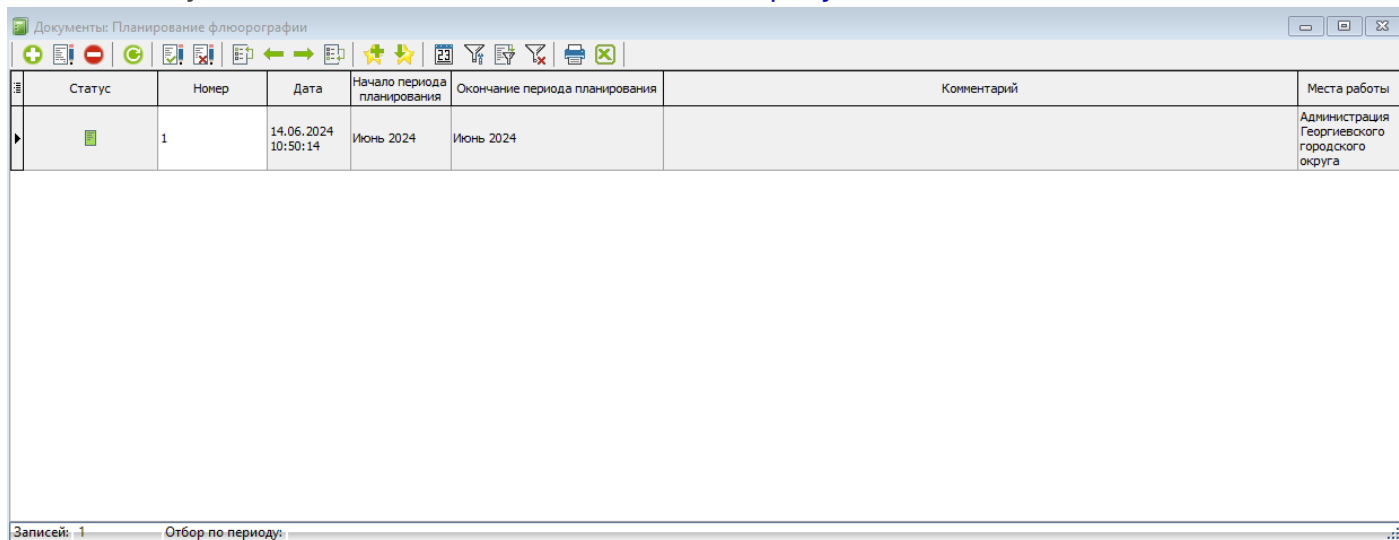 Документы: Планирование флюорографии
23
Статус Номер Дата Начало периода планирования Окончание периода планирования Комментарий Места работы
1 14.06.2024 10:50:14 Июнь 2024 Июнь 2024 Администрация Георгиевского городского округа
Записей: 1 Отбор по периоду: